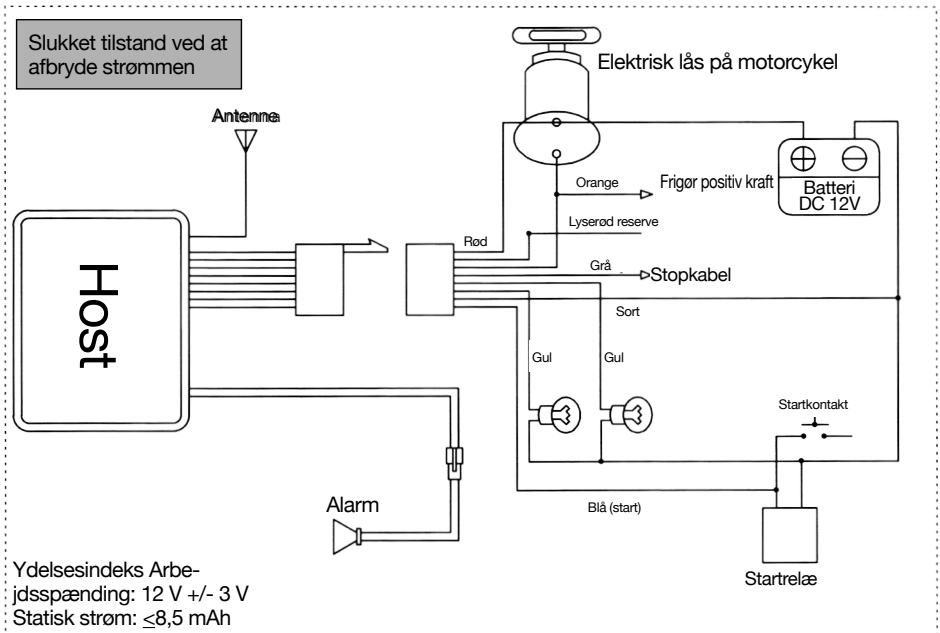 Slukket tilstand ved at
afbryde strømmen
Elektrisk lås på motorcykel
Antenne
Orange
Frigør positiv kraft
Batteri
DC 12V
Lyserød reserve
Rød
Grå
Stopkabel
Host
Sort
Gul
Gul
Startkontakt
Alarm
Blå (start)
Startrelæ
Ydelsesindeks Arbe-
jdsspænding: 12 V +/- 3 V
Statisk strøm: ≤8,5 mAh